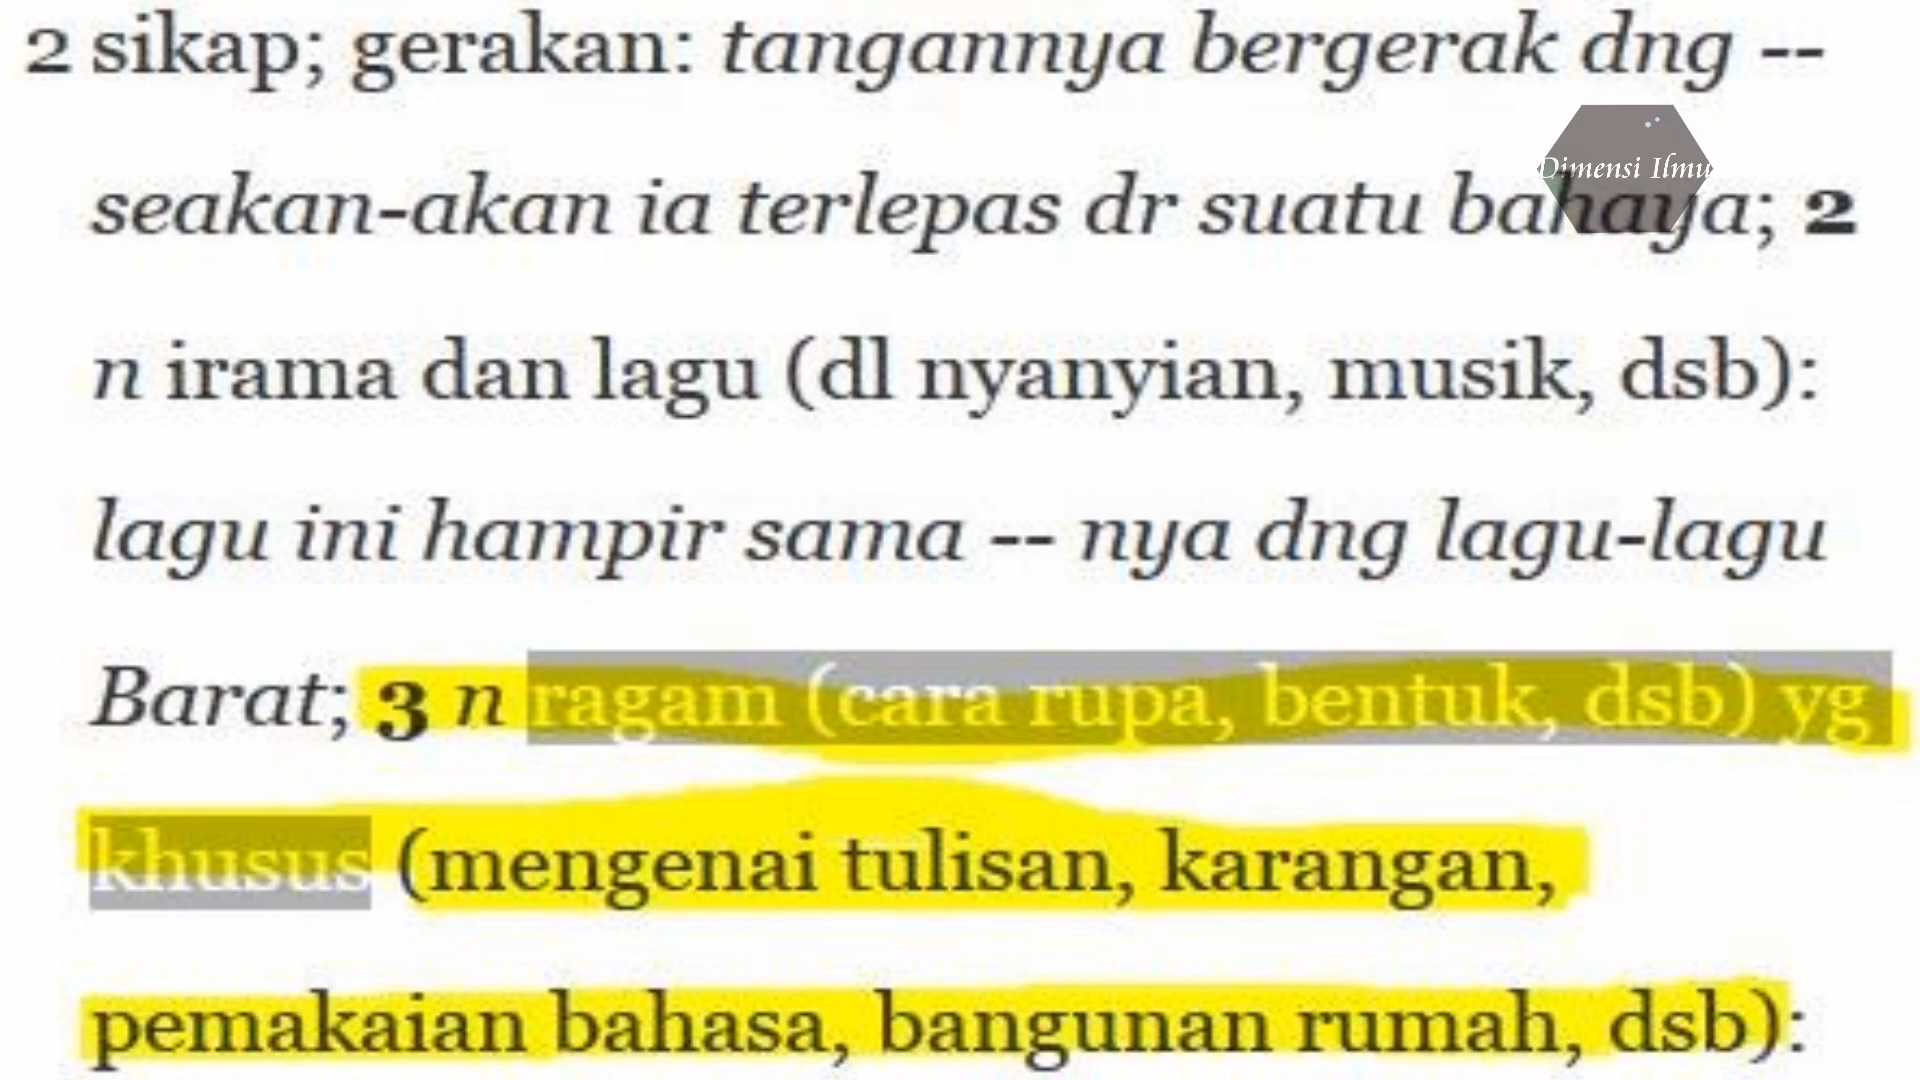 2 sikap; gerakan: tangannya bergerak dng --
Dimensi Ilmu
seakan-akan ia terlepas dr suatu bahaya; 2
n irama dan lagu (dl nyanyian, musik, dsb):
lagu ini hampir sama -- nya dng lagu-lagu
Barat; 3 n ragam (cara rupa, bentuk, dsb) yg
khusus (mengenai tulisan, karangan,
pemakaian bahasa, bangunan rumah, dsb):